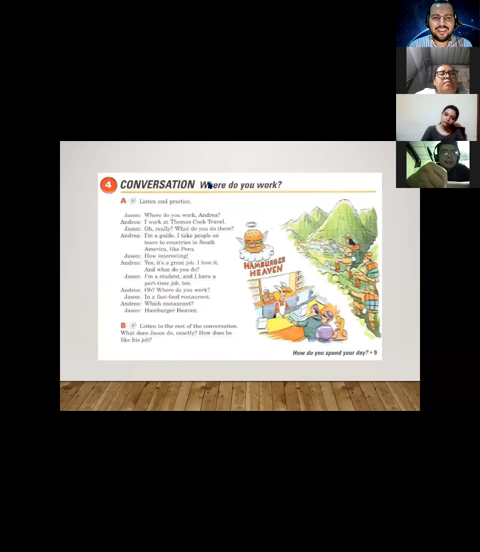 4 CONVERSATION Where do you work?
A Listen and practice.
Jason: Where do you work, Andrea?
Andrea: I work at Thomas Cook Travel.
Jason: Oh, really? What do you do there?
Andrea: I'm a guide. I take people on
tours to countries in South
America, like Peru.
Jason: How interesting!
Andrea: Yes, it's a great job. I love it.
And what do you do?
Jason: I'm a student, and I have a
part-time job, too.
Andrea: Oh? Where do you work?
Jason: In a fast-food restaurant.
Andrea: Which restaurant?
Jason: Hamburger Heaven.
HAMBURGER
HEAVEN
B Listen to the rest of the conversation.
What does Jason do, exactly? How does he
like his job?
How do you spend your day? • 9